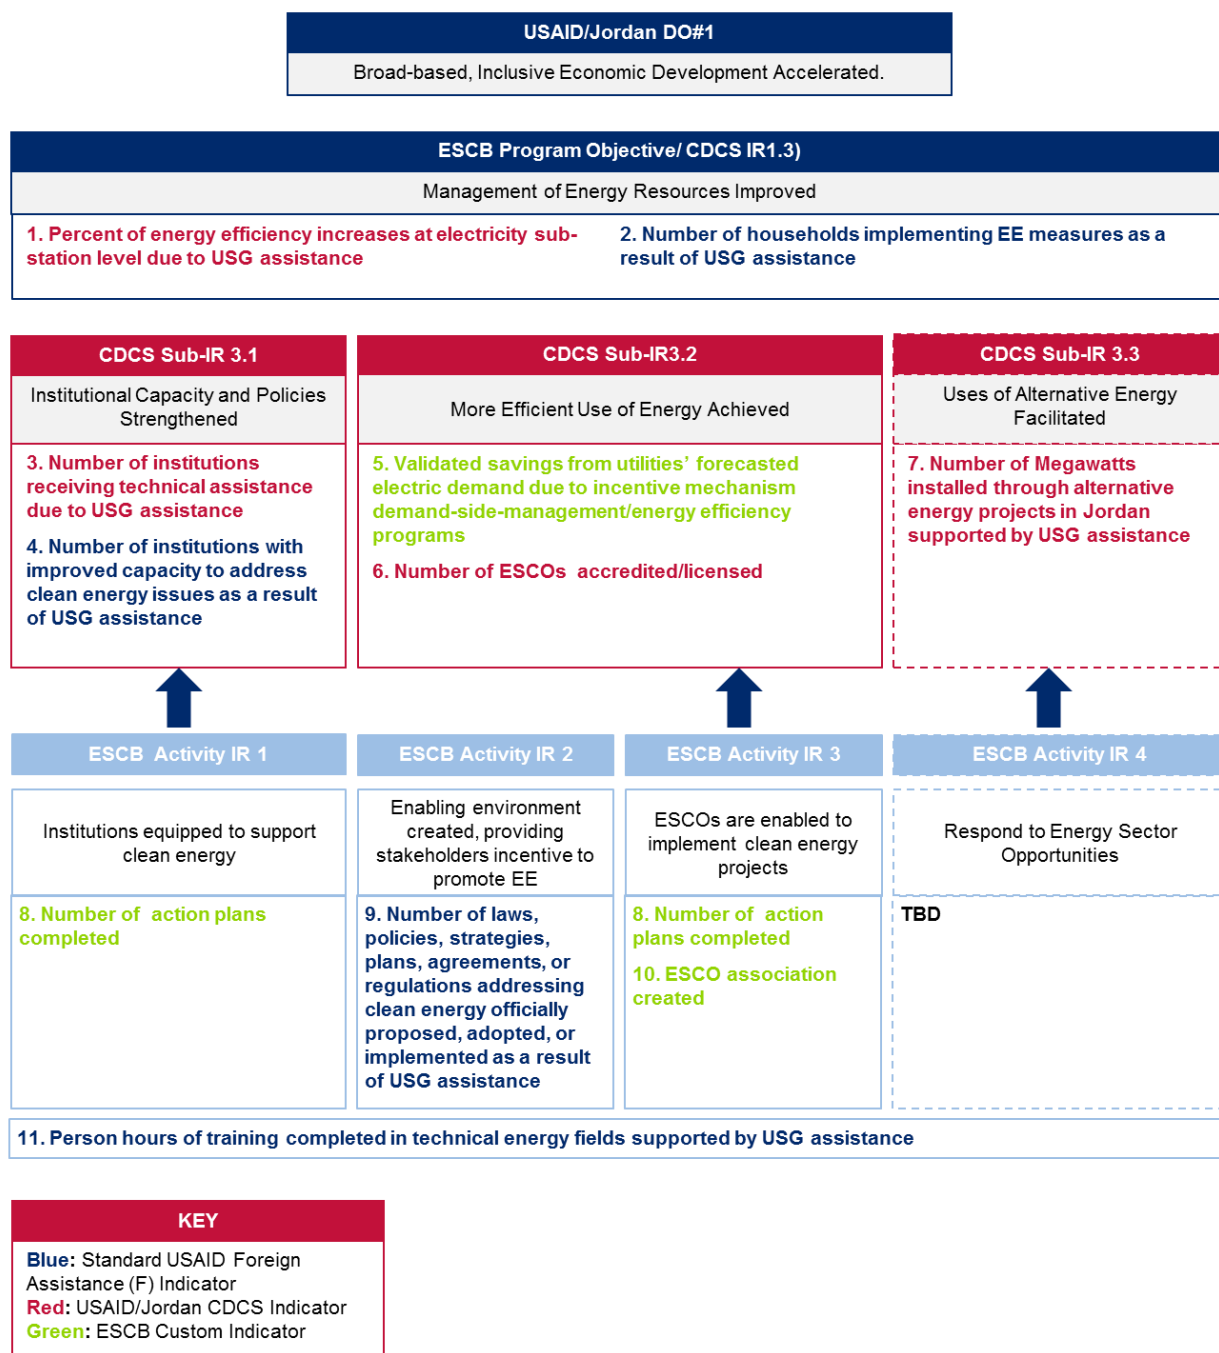 USAID/Jordan DO#1
Broad-based, Inclusive Economic Development Accelerated.
ESCB Program Objective/ CDCS IR1.3)
Management of Energy Resources Improved
1. Percent of energy efficiency increases at electricity sub-
station level due to USG assistance
2. Number of households implementing EE measures as a
result of USG assistance
CDCS Sub-IR 3.1
Institutional Capacity and Policies
Strengthened
3. Number of institutions
receiving technical assistance
due to USG assistance
4. Number of institutions with
improved capacity to address
clean energy issues as a result
of USG assistance
CDCS Sub-IR3.2
More Efficient Use of Energy Achieved
5. Validated savings from utilities’ forecasted
electric demand due to incentive mechanism
demand-side-management/energy efficiency
programs
6. Number of ESCOs accredited/licensed
CDCS Sub-IR 3.3
Uses of Alternative Energy
Facilitated
7. Number of Megawatts
installed through alternative
energy projects in Jordan
supported by USG assistance
ESCB Activity IR 1
Institutions equipped to support
clean energy
8. Number of action plans
completed
ESCB Activity IR 2
Enabling environment
created, providing
stakeholders incentive to
promote EE
9. Number of laws,
policies, strategies,
plans, agreements, or
regulations addressing
clean energy officially
proposed, adopted, or
implemented as a result
of USG assistance
ESCB Activity IR 3
ESCOs are enabled to
implement clean energy
projects
8. Number of action
plans completed
10. ESCO association
created
ESCB Activity IR 4
Respond to Energy Sector
Opportunities
TBD
11. Person hours of training completed in technical energy fields supported by USG assistance
KEY
Blue: Standard USAID Foreign
Assistance (F) Indicator
Red: USAID/Jordan CDCS Indicator
Green: ESCB Custom Indicator